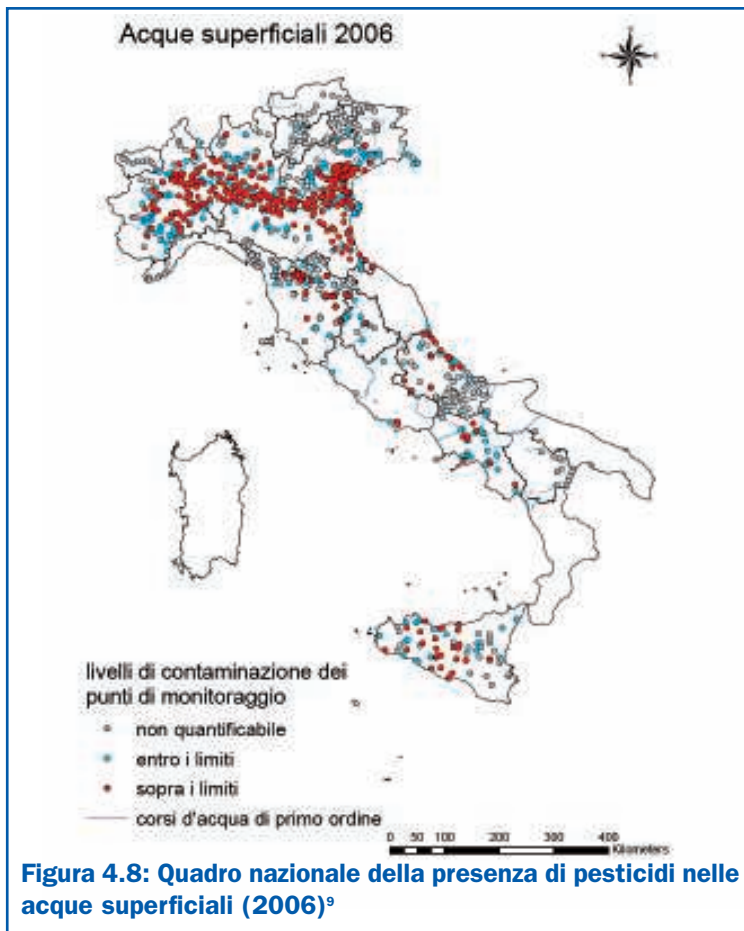 Acque superficiali 2006
livelli di contaminazione dei
punti di monitoraggio
non quantificabile
entro i limiti
sopra i limiti
corsi d'acqua di primo ordine
0 50 100 200 300 400
Kilometers
Figura 4.8: Quadro nazionale della presenza di pesticidi nelle
acque superficiali (2006)⁹